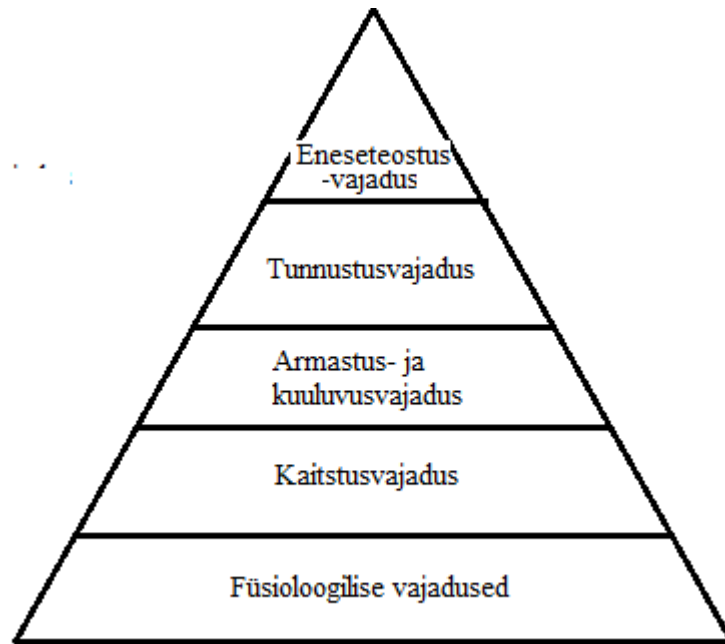 Eneseteostus
-vajadus
Tunnustusvajadus
Armastus- ja
kuuluvusvajadus
Kaitstusvajadus
Füsioloogilise vajadused